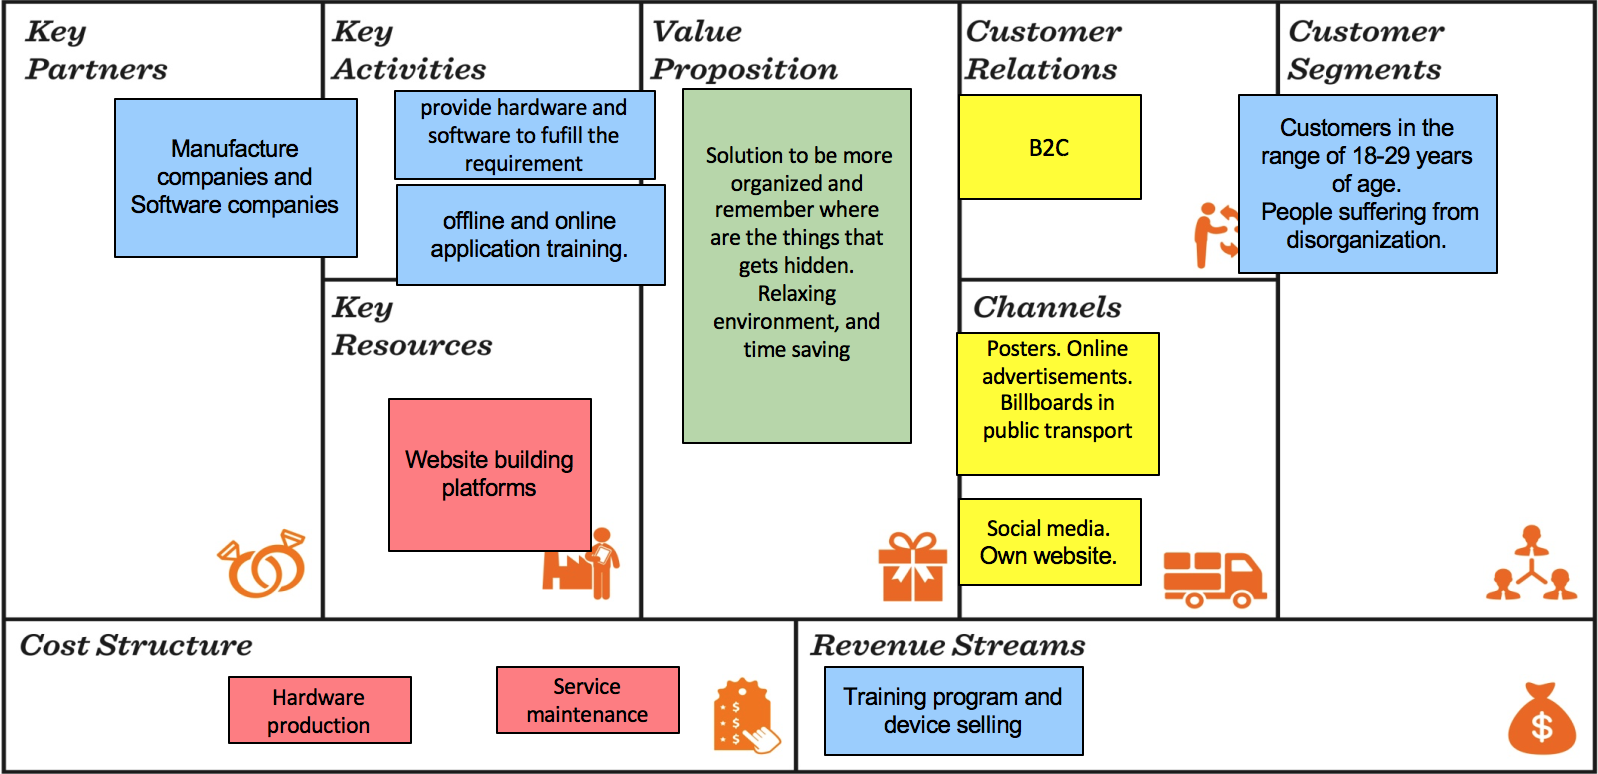 Key
Partners
Manufacture
companies and
Software companies
Key
Activities
provide hardware and
software to fufill the
requirement
offline and online
application training.
Key
Resources
Website building
platforms
Value
Proposition
Solution to be more
organized and
remember where
are the things that
gets hidden.
Relaxing
environment, and
time saving
Customer
Relations
B2C
Channels
Posters. Online
advertisements.
Billboards in
public transport
Social media.
Own website.
Customer
Segments
Customers in the
range of 18-29 years
of age.
People suffering from
disorganization.
Cost Structure
Hardware
production
Service
maintenance
$
$
$
Revenue Streams
Training program and
device selling
$